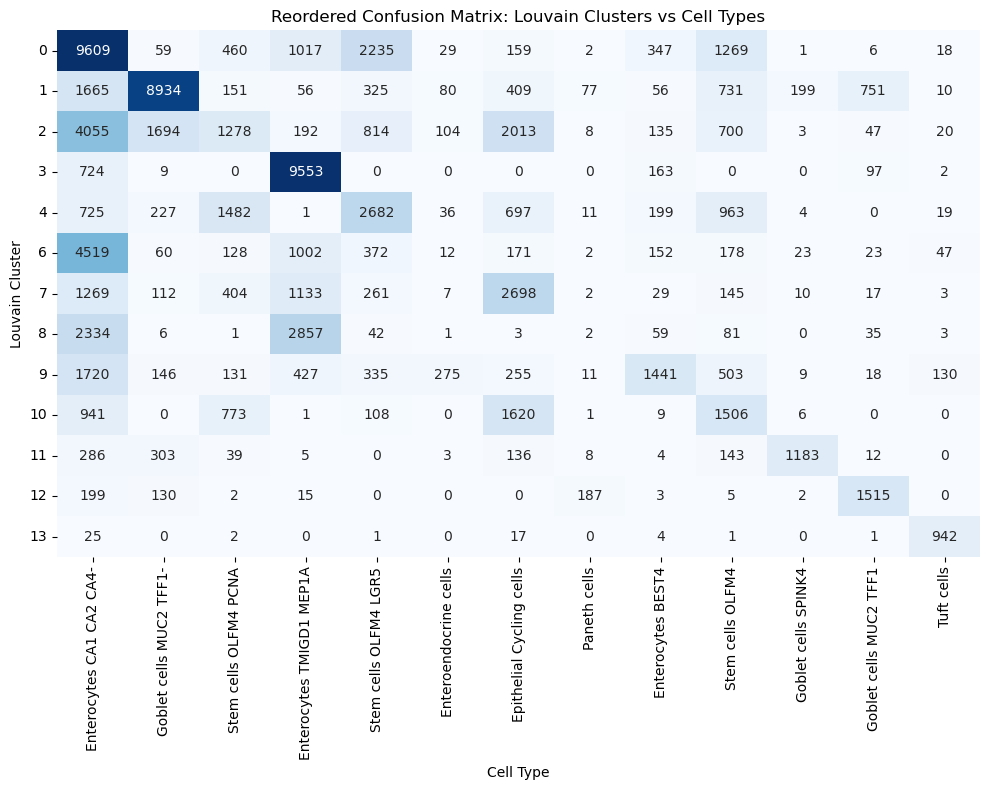 Reordered Confusion Matrix: Louvain Clusters vs Cell Types
Louvain Cluster
0 9609 59 460 1017 2235 29 159 2 347 1269 1 6 18
1 1665 8934 151 56 325 80 409 77 56 731 199 751 10
2 4055 1694 1278 192 814 104 2013 8 135 700 3 47 20
3 724 9 0 9553 0 0 0 0 163 0 0 97 2
4 725 227 1482 1 2682 36 697 11 199 963 4 0 19
6 4519 60 128 1002 372 12 171 2 152 178 23 23 47
7 1269 112 404 1133 261 7 2698 2 29 145 10 17 3
8 2334 6 1 2857 42 1 3 2 59 81 0 35 3
9 1720 146 131 427 335 275 255 11 1441 503 9 18 130
10 941 0 773 1 108 0 1620 1 9 1506 6 0 0
11 286 303 39 5 0 3 136 8 4 143 1183 12 0
12 199 130 2 15 0 0 0 187 3 5 2 1515 0
13 25 0 2 0 1 0 17 0 4 1 0 1 942
Enterocytes CA1 CA2 CA4-
Goblet cells MUC2 TFF1-
Stem cells OLFM4 PCNA
Enterocytes TMIGD1 MEP1A
Stem cells OLFM4 LGR5
Enteroendocrine cells
Epithelial Cycling cells
Paneth cells
Enterocytes BEST4
Stem cells OLFM4
Goblet cells SPINK4
Goblet cells MUC2 TFF1
Tuft cells
Cell Type